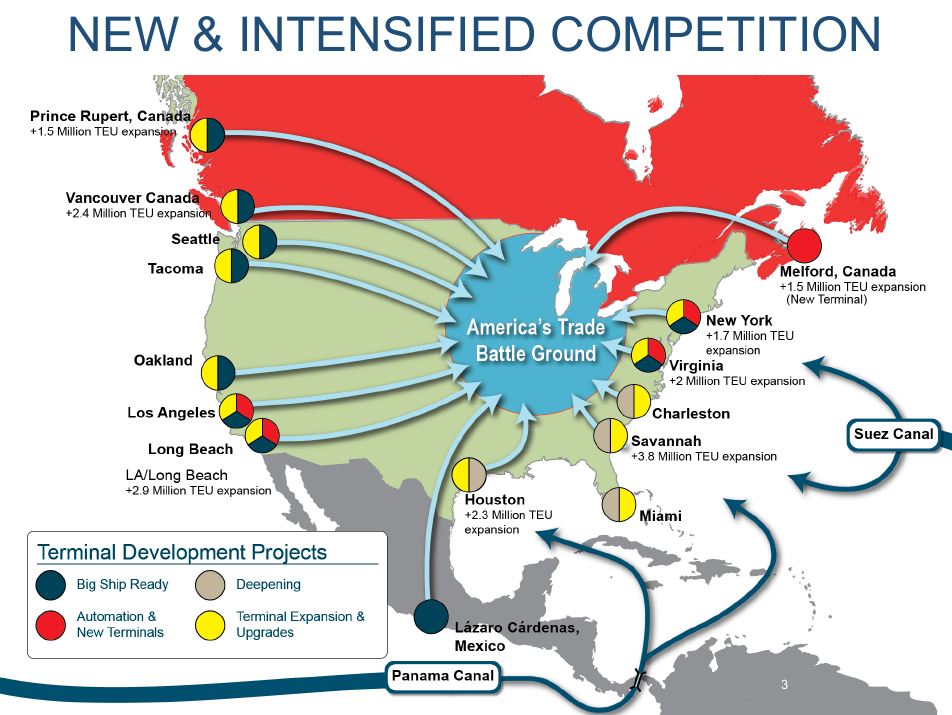 NEW & INTENSIFIED COMPETITION
Prince Rupert, Canada
+1.5 Million TEU expansion
Vancouver Canada
+2.4 Million TEU expansion
Seattle
Tacoma
Oakland
Los Angeles
Long Beach
LA/Long Beach
+2.9 Million TEU expansion
America's Trade
Battle Ground
Melford, Canada
+1.5 Million TEU expansion
(New Terminal)
New York
+1.7 Million TEU
expansion
Virginia
+2 Million TEU expansion
Charleston
Savannah
+3.8 Million TEU expansion
Suez Canal
Houston
+2.3 Million TEU
expansion
Miami
Terminal Development Projects
Big Ship Ready
Deepening
Automation &
New Terminals
Terminal Expansion &
Upgrades
Lázaro Cárdenas,
Mexico
Panama Canal
3